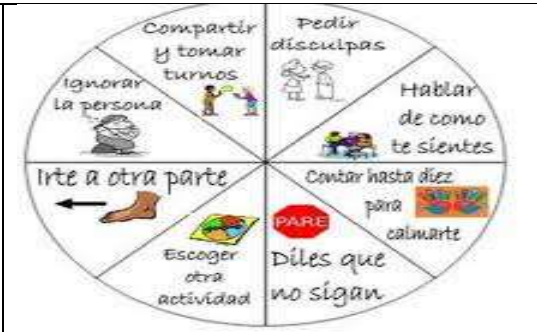 Compartir
y tomar
turnos
Pedir
disculpas
Hablar
de como
te sientes
Contar hasta diez
para
calmarte
PARE
Diles que
no sigan
Escoger
otra
actividad
Irte a otra parte
Ignorar
la persona